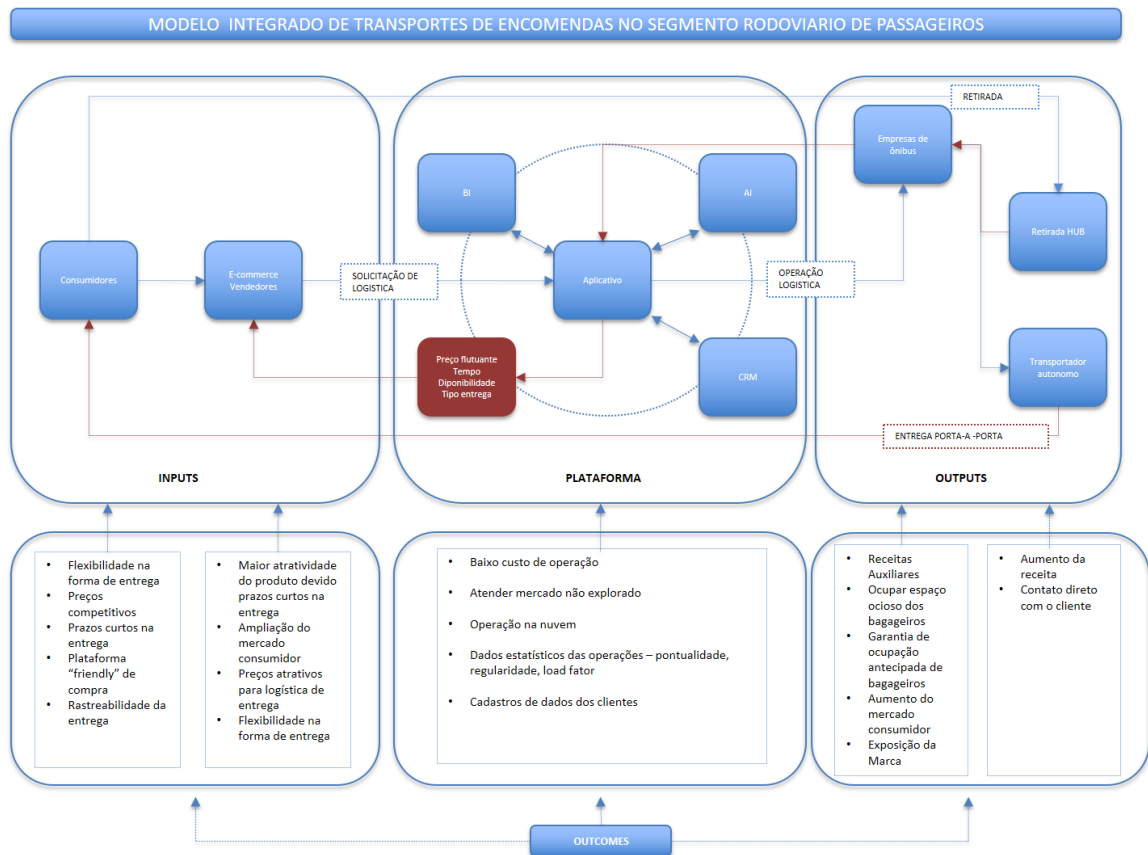 MODELO INTEGRADO DE TRANSPORTES DE ENCOMENDAS NO SEGMENTO RODOVIARIO DE PASSAGEIROS
RETIRADA
Empresas de
ônibus
BI
AI
Retirada HUB
Consumidores
E-commerce
Vendedores
SOLICITAÇÃO DE
LOGISTICA
Aplicativo
OPERAÇÃO
LOGISTICA
Preço flutuante
Tempo
Diponibilidade
Tipo entrega
CRM
Transportador
autonomo
ENTREGA PORTA-A -PORTA
INPUTS
PLATAFORMA
OUTPUTS
• Flexibilidade na
forma de entrega
• Preços
competitivos
• Prazos curtos na
entrega
• Plataforma
“friendly” de
compra
• Rastreabilidade da
entrega
• Maior atratividade
do produto devido
prazos curtos na
entrega
• Ampliação do
mercado
consumidor
• Preços atrativos
para logística de
entrega
• Flexibilidade na
forma de entrega
• Baixo custo de operação
• Atender mercado não explorado
• Operação na nuvem
• Dados estatísticos das operações – pontualidade,
regularidade, load fator
• Cadastros de dados dos clientes
• Receitas
Auxiliares
• Ocupar espaço
ocioso dos
bagageiros
• Garantia de
ocupação
antecipada de
bagageiros
• Aumento do
mercado
consumidor
• Exposição da
Marca
• Aumento da
receita
• Contato direto
com o cliente
OUTCOMES